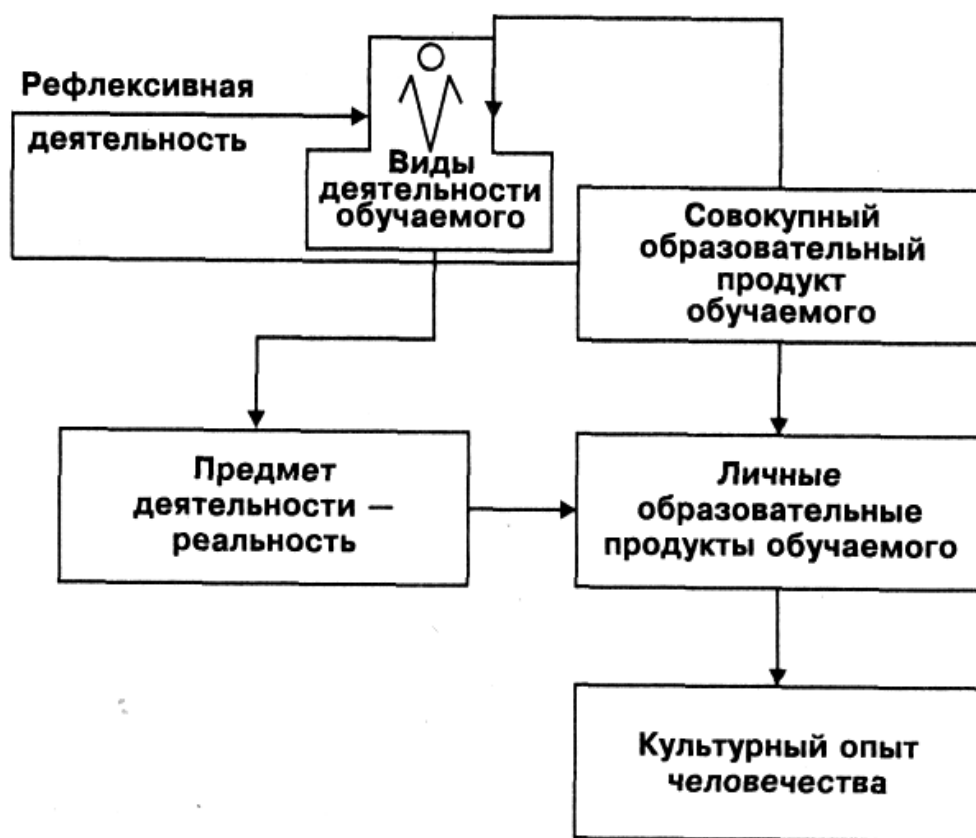 Рефлексивная
деятельность
Виды
деятельности
обучаемого
Совокупный
образовательный
продукт
обучаемого
Предмет
деятельности —
реальность
Личные
образовательные
продукты обучаемого
Культурный опыт
человечества